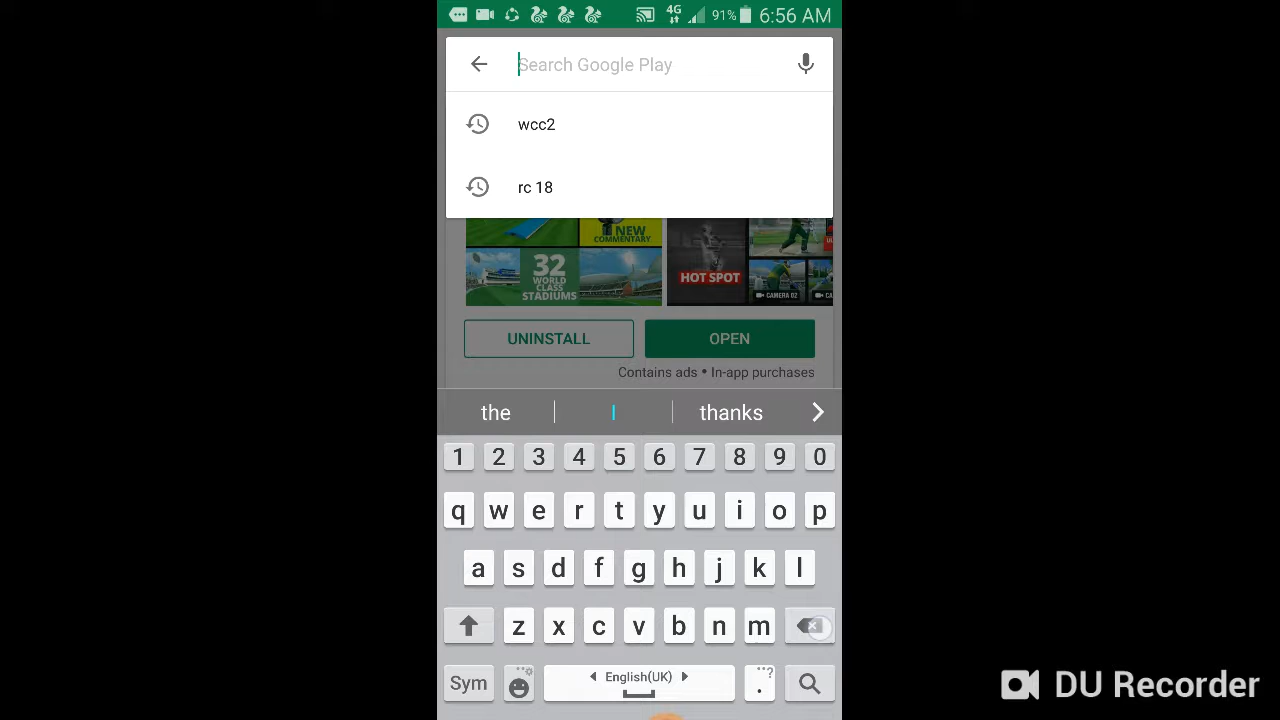 4G 91% 6:56 AM
Search Google Play
wcc2
rc 18
NEW
COMMENTARY
32
WORLD
CLASS
STADIUMS
HOT SPOT
CAMERA 02
UNINSTALL OPEN
Contains ads • In-app purchases
the I thanks
1 2 3 4 5 6 7 8 9 0
q w e r t y u i o p
a s d f g h j k l
z x c v b n m
Sym English(UK) . ?
DU Recorder